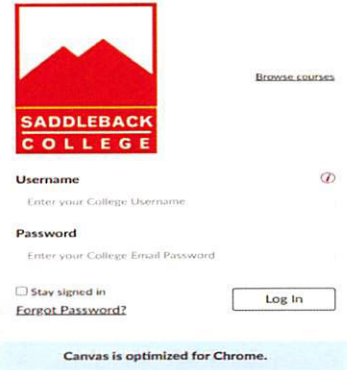 Browse courses
SADDLEBACK
COLLEGE
Username
Enter your College Username
Password
Enter your College Email Password
Stay signed in
Forgot Password?
Log In
Canvas is optimized for Chrome.